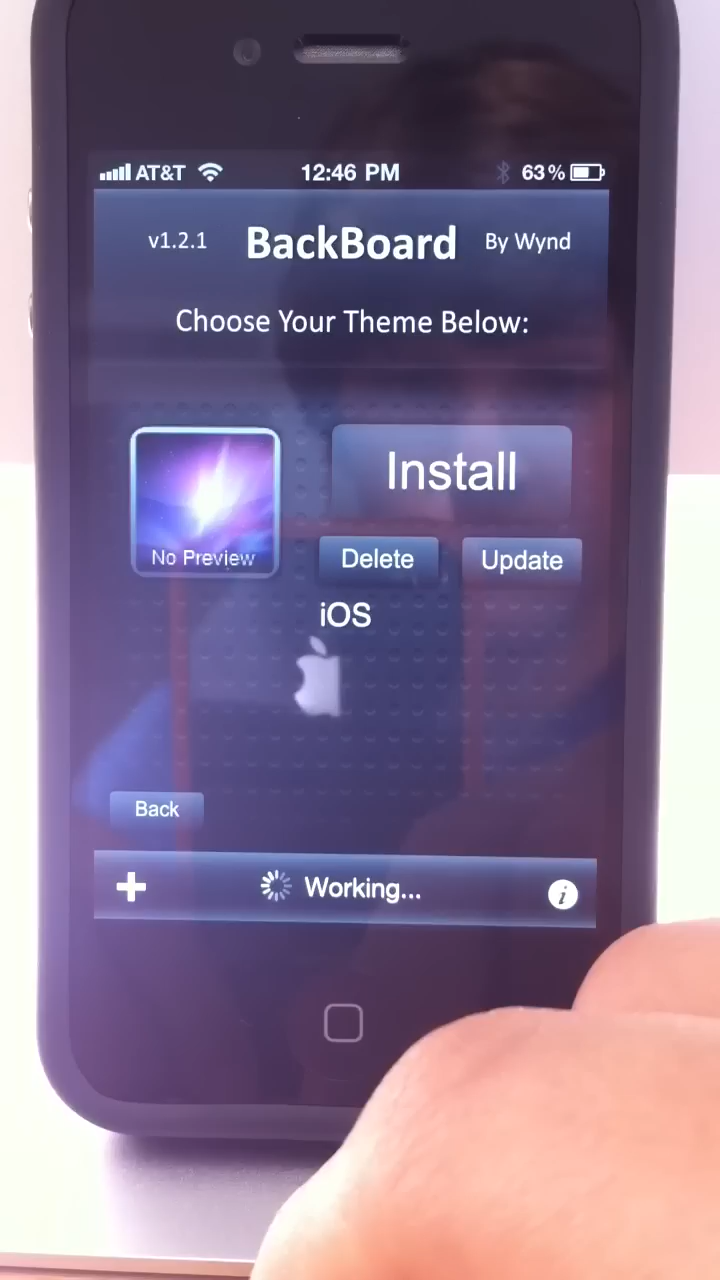 AT&T 12:46 PM 63%
v1.2.1 BackBoard By Wynd
Choose Your Theme Below:
Install
No Preview Delete Update
iOS
Back
Working...